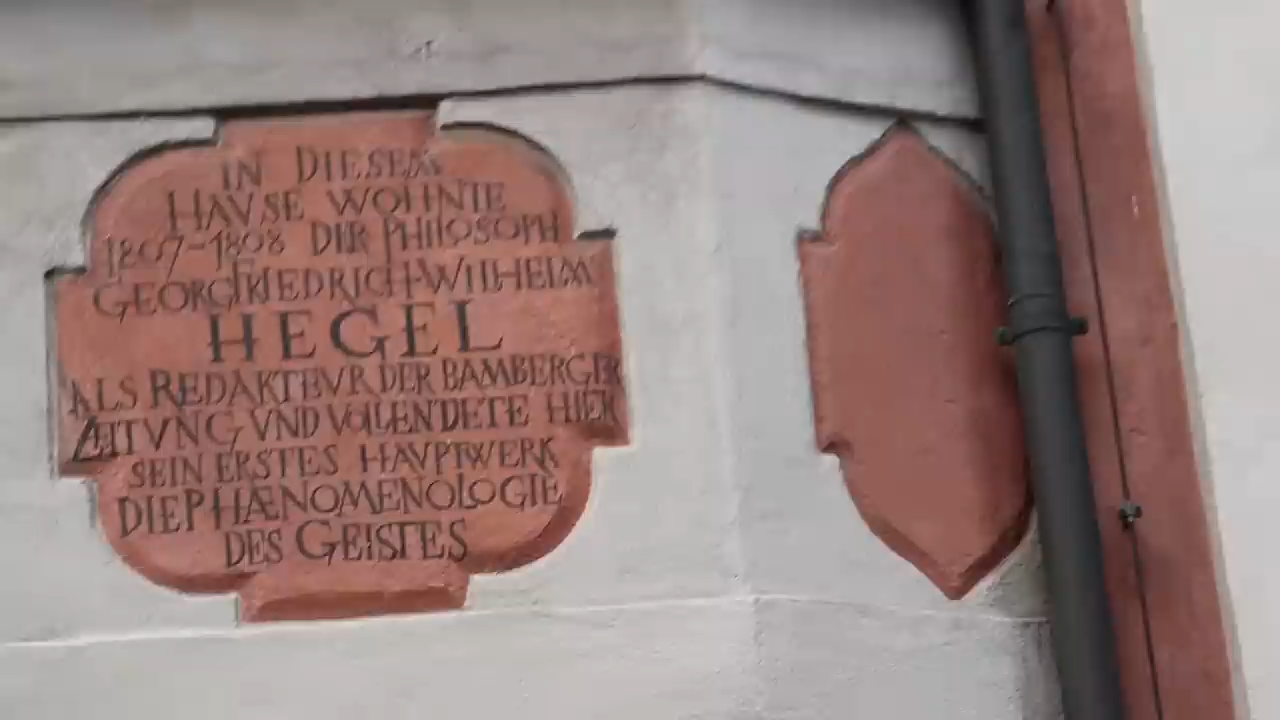 IN DIESEM
HAVSE WOHNTE
1807-1808 DER PHILOSOPH
GEORG FRIEDRICH-WILHELM
HEGEL
ALS REDAKTEVR DER BAMBERGER
ZEITVNG VND VOLLENDETE HIER
SEIN ERSTES HAVPTWERK
DIE PHÆNOMENOLOGIE
DES GEISTES